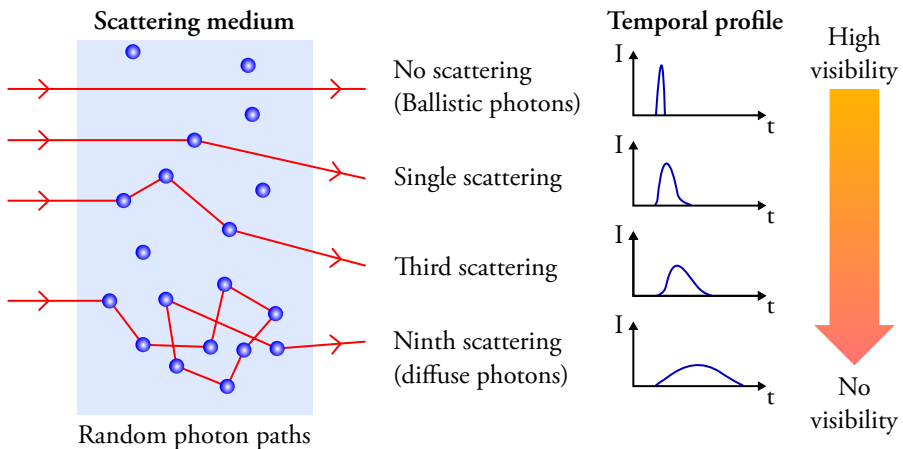 Scattering medium
No scattering
(Ballistic photons)
Single scattering
Third scattering
Ninth scattering
(diffuse photons)
Random photon paths
Temporal profile
I
t
I
t
I
t
I
t
High
visibility
No
visibility